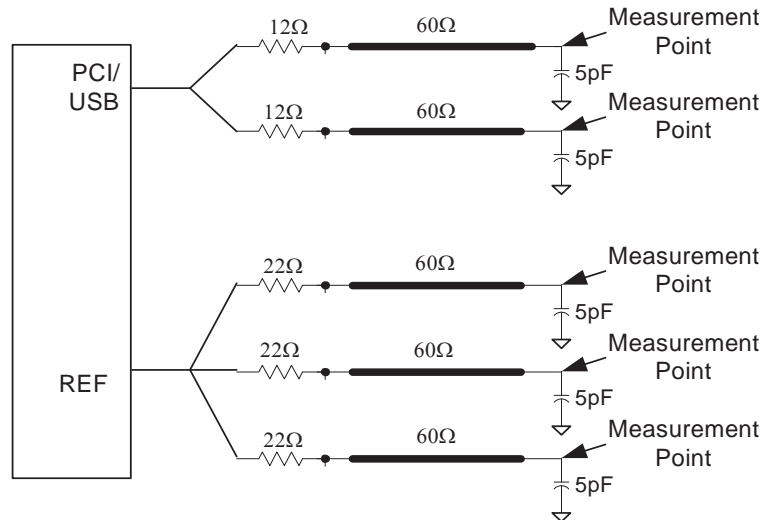 12Ω
60Ω
Measurement
Point
PCI/
USB
5pF
12Ω
60Ω
Measurement
Point
5pF
22Ω
60Ω
Measurement
Point
5pF
REF
22Ω
60Ω
Measurement
Point
5pF
22Ω
60Ω
Measurement
Point
5pF